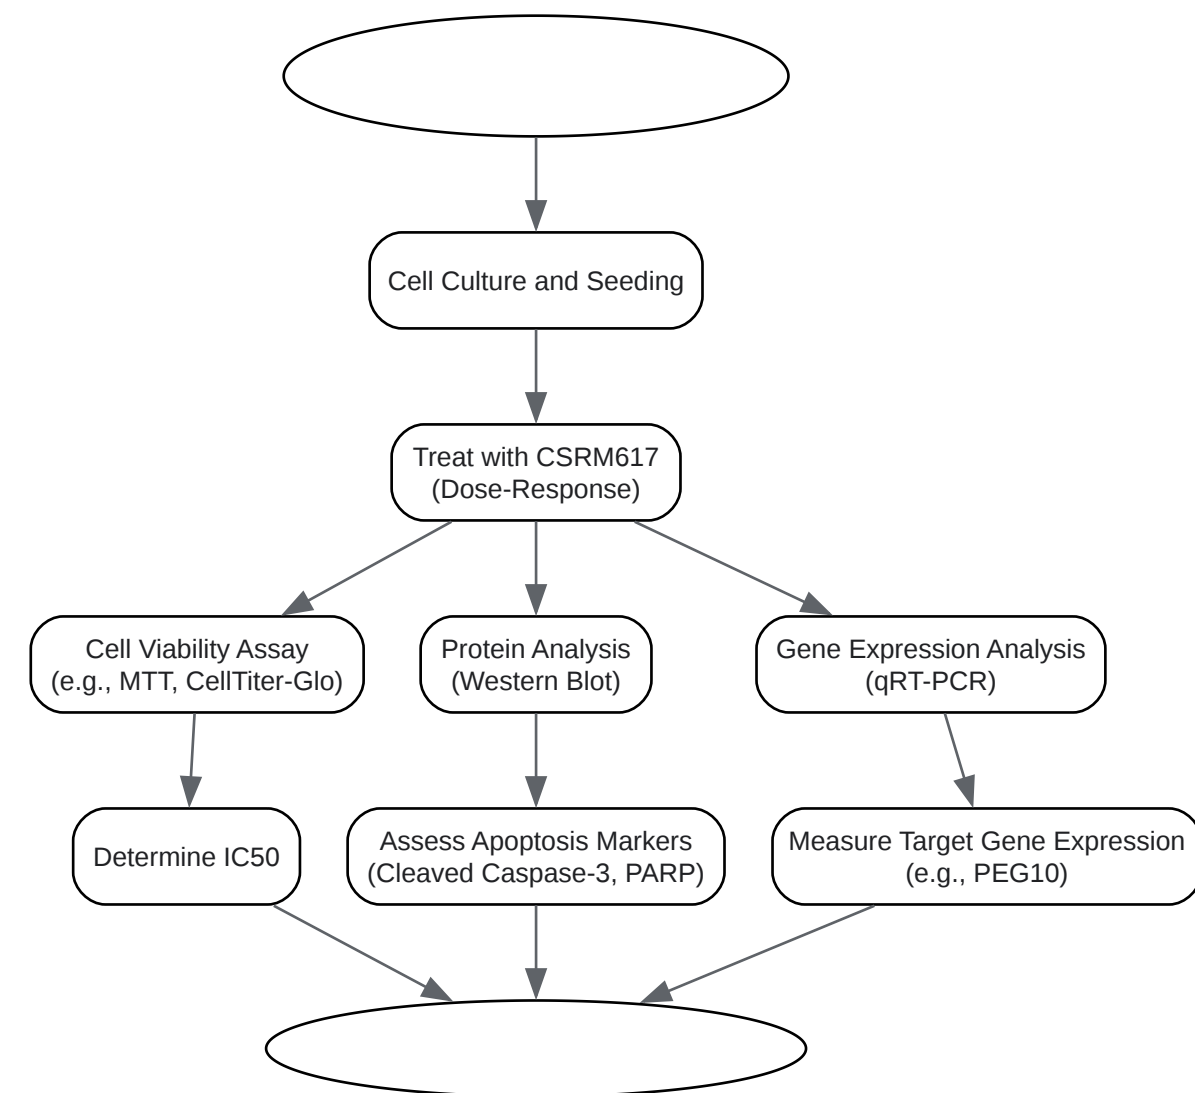 Cell Culture and Seeding
Treat with CSRM617
(Dose-Response)
Cell Viability Assay
(e.g., MTT, CellTiter-Glo)
Protein Analysis
(Western Blot)
Gene Expression Analysis
(qRT-PCR)
Determine IC50
Assess Apoptosis Markers
(Cleaved Caspase-3, PARP)
Measure Target Gene Expression
(e.g., PEG10)